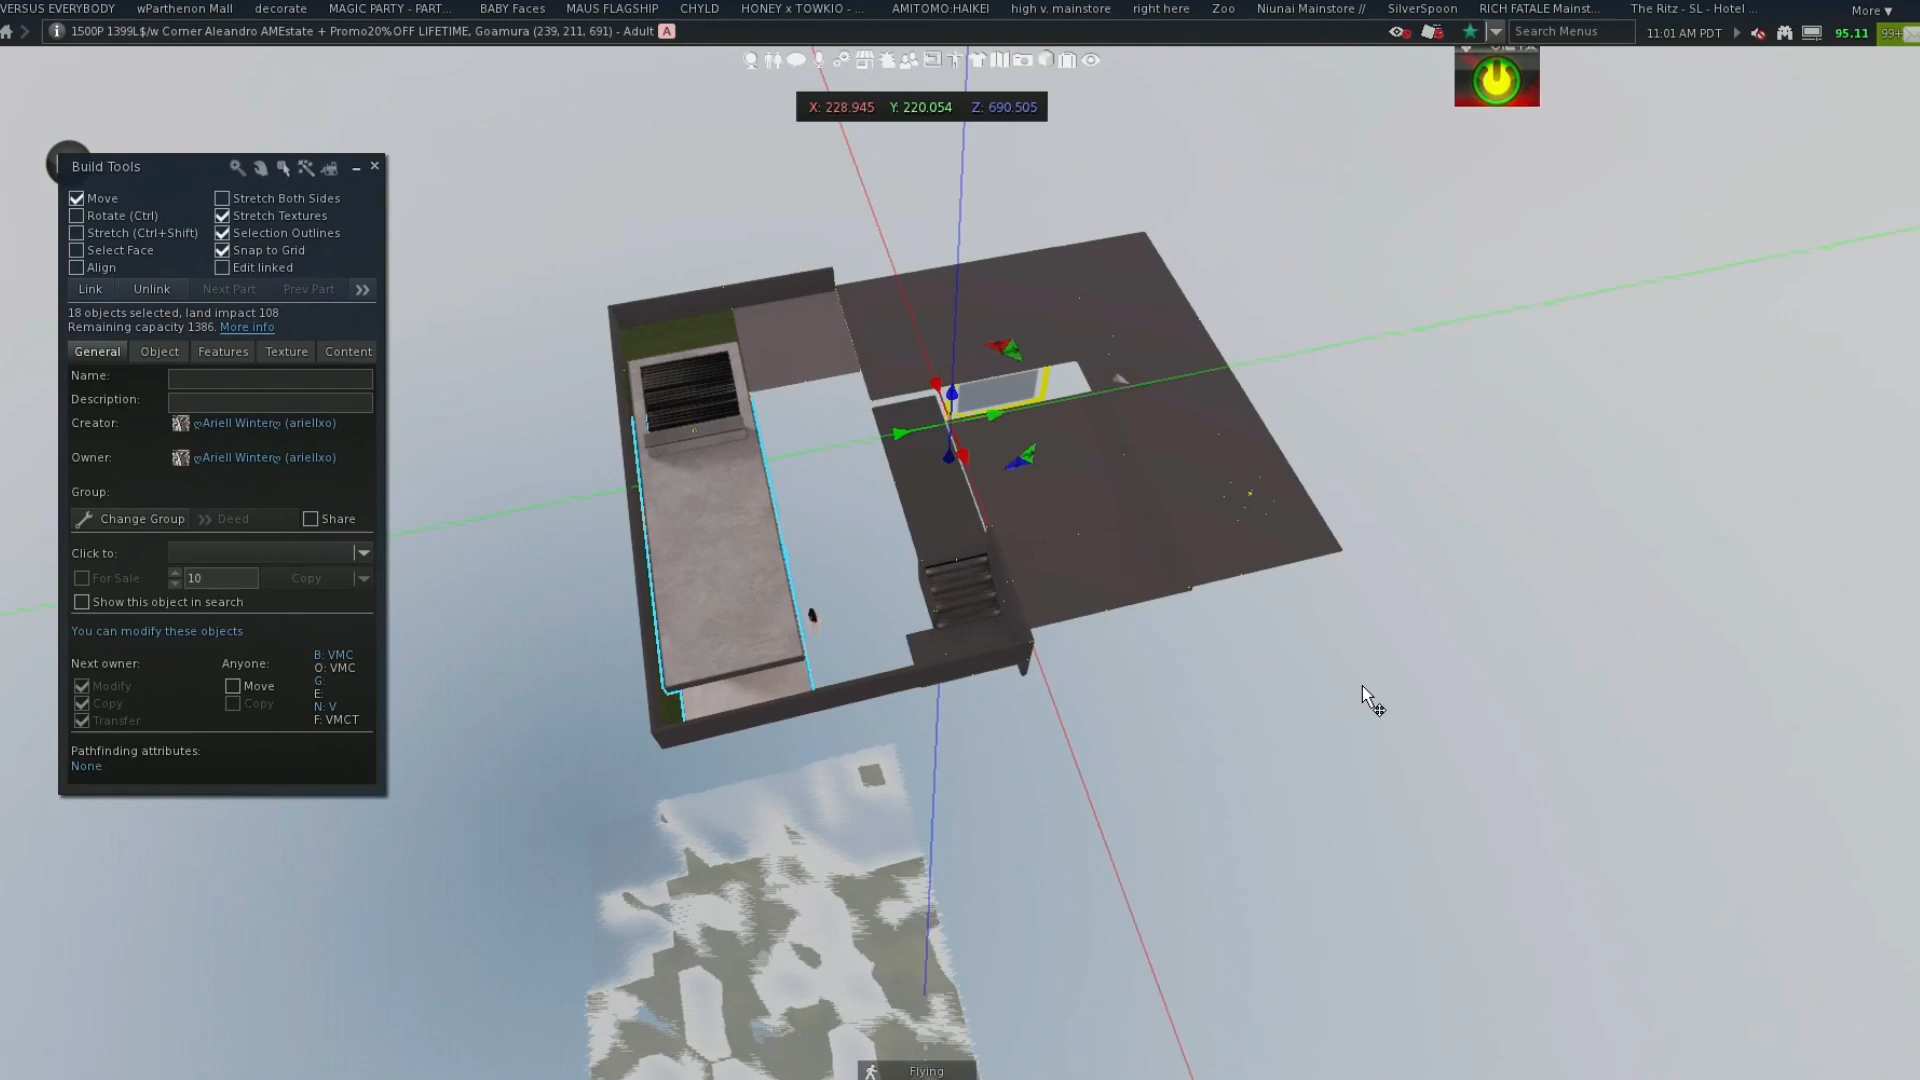 VERSUS EVERYBODY wParthenon Mall decorate MAGIC PARTY - PART... BABY Faces MAUS FLAGSHIP CHYLD HONEY x TOWKIO - ... AMITOMO:HAIKEI high v. mainstore right here Zoo Niunai Mainstore // SilverSpoon RICH FATALE Mainst... The Ritz - SL - Hotel ... More ▼
1500P 1399L$/w Corner Aleandro AMEstate + Promo20%OFF LIFETIME, Goamura (239, 211, 691) - Adult A Search Menus 11:01 AM PDT 95.11 99+
X: 228.945 Y: 220.054 Z: 690.505
Build Tools
Move Stretch Both Sides
Rotate (Ctrl) Stretch Textures
Stretch (Ctrl+Shift) Selection Outlines
Select Face Snap to Grid
Align Edit linked
Link Unlink Next Part Prev Part
18 objects selected, land impact 108
Remaining capacity 1386. More info
General Object Features Texture Content
Name:
Description:
Creator: ღAriell Winterღ (ariellxo)
Owner: ღAriell Winterღ (ariellxo)
Group:
Change Group Deed Share
Click to:
For Sale: 10 Copy
Show this object in search
You can modify these objects
Next owner: Anyone:
Modify Move
Copy Copy
Transfer
B: VMC
O: VMC
G:
E:
N: V
F: VMCT
Pathfinding attributes:
None
Flying